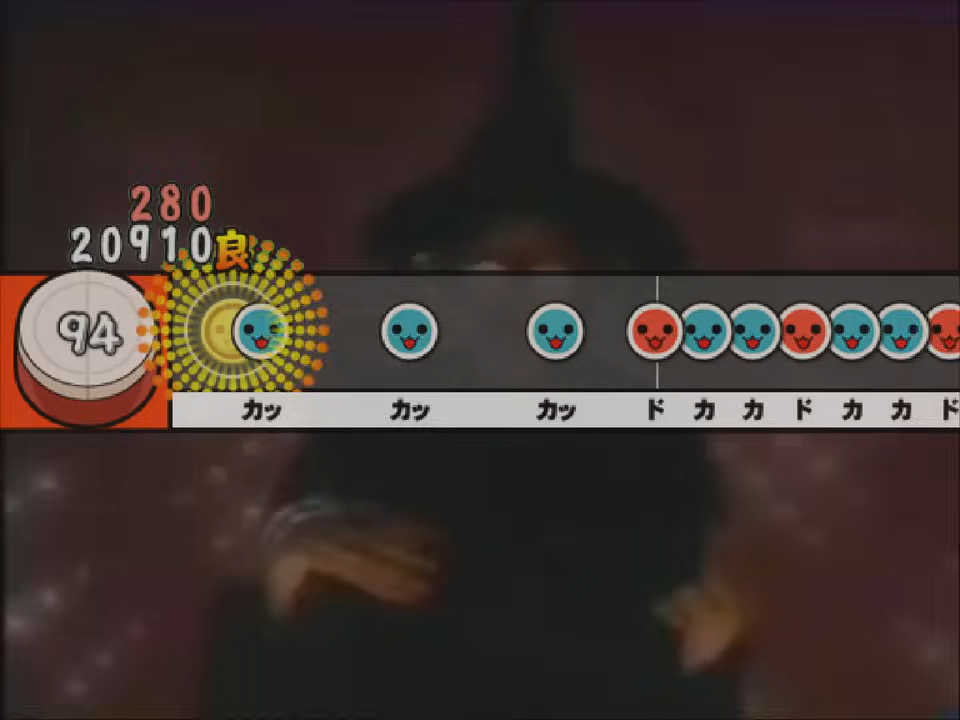 280
20910 良
94
カッ カッ カッ ド カ カ ド カ カ ド